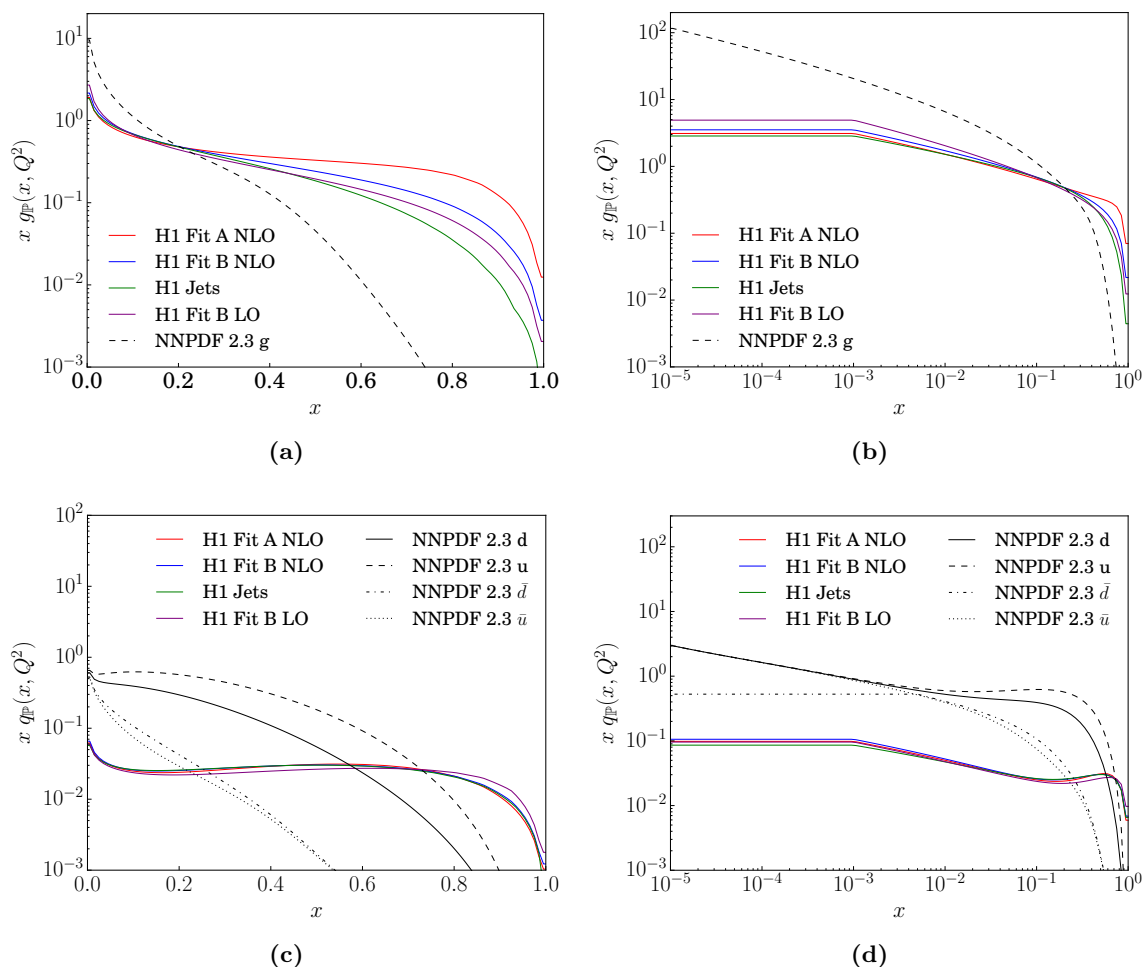 10^1
10^0
10^{-1}
10^{-2}
10^{-3}
x g_ℙ(x, Q^2)
H1 Fit A NLO
H1 Fit B NLO
H1 Jets
H1 Fit B LO
NNPDF 2.3 g
0.0 0.2 0.4 0.6 0.8 1.0
x
(a)
10^2
10^1
10^0
10^{-1}
10^{-2}
10^{-3}
x g_ℙ(x, Q^2)
H1 Fit A NLO
H1 Fit B NLO
H1 Jets
H1 Fit B LO
NNPDF 2.3 g
10^{-5} 10^{-4} 10^{-3} 10^{-2} 10^{-1} 10^0
x
(b)
10^2
10^1
10^0
10^{-1}
10^{-2}
10^{-3}
x q_ℙ(x, Q^2)
H1 Fit A NLO
H1 Fit B NLO
H1 Jets
H1 Fit B LO
NNPDF 2.3 d
NNPDF 2.3 u
NNPDF 2.3 d̄
NNPDF 2.3 ū
0.0 0.2 0.4 0.6 0.8 1.0
x
(c)
10^2
10^1
10^0
10^{-1}
10^{-2}
10^{-3}
x q_ℙ(x, Q^2)
H1 Fit A NLO
H1 Fit B NLO
H1 Jets
H1 Fit B LO
NNPDF 2.3 d
NNPDF 2.3 u
NNPDF 2.3 d̄
NNPDF 2.3 ū
10^{-5} 10^{-4} 10^{-3} 10^{-2} 10^{-1} 10^0
x
(d)